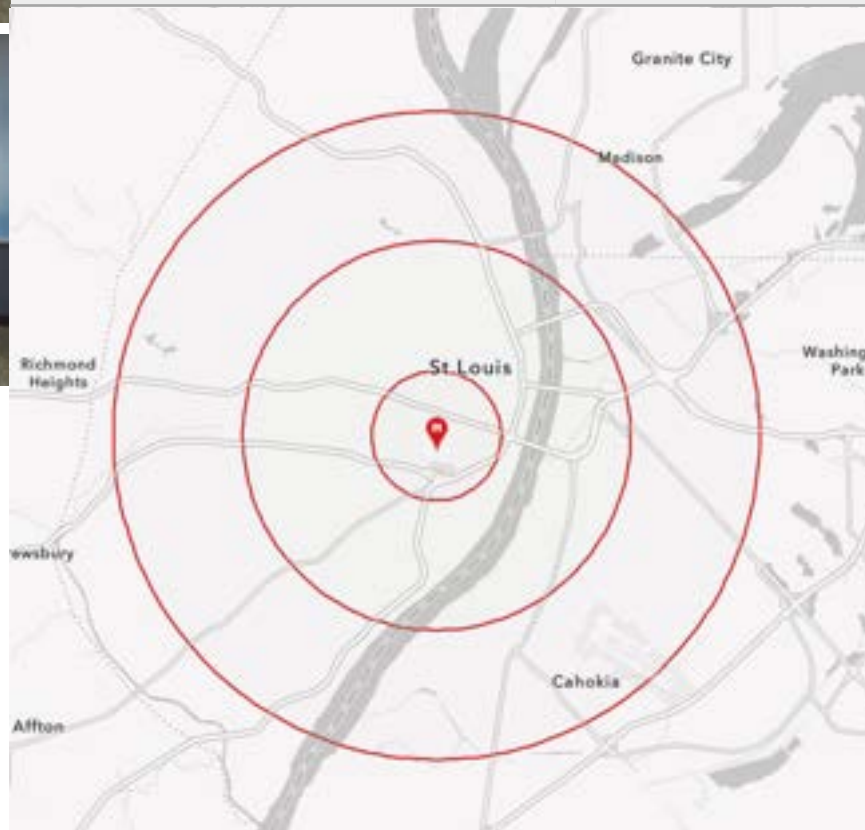 Granite City
Madison
St Louis
Richmond
Heights
Washing
Park
ewsbury
Cahokia
Affton